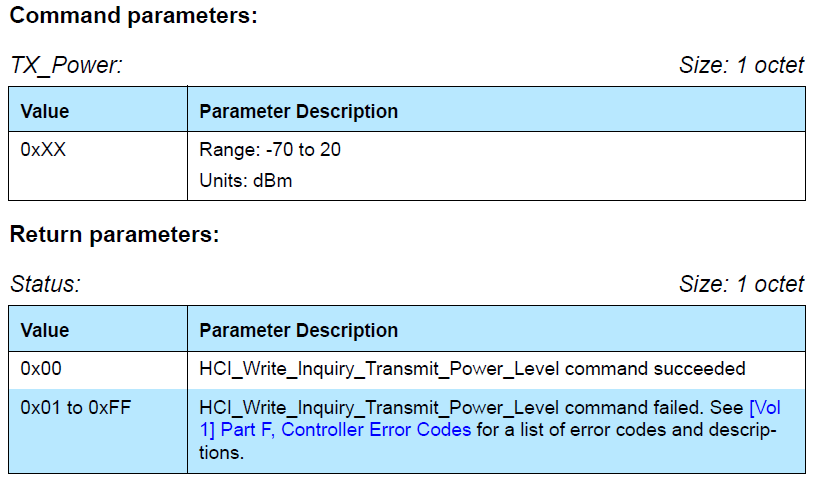 Command parameters:
TX_Power: Size: 1 octet
Value Parameter Description
0xXX Range: -70 to 20
Units: dBm
Return parameters:
Status: Size: 1 octet
Value Parameter Description
0x00 HCI_Write_Inquiry_Transmit_Power_Level command succeeded
0x01 to 0xFF HCI_Write_Inquiry_Transmit_Power_Level command failed. See [Vol
1] Part F, Controller Error Codes for a list of error codes and descrip-
tions.